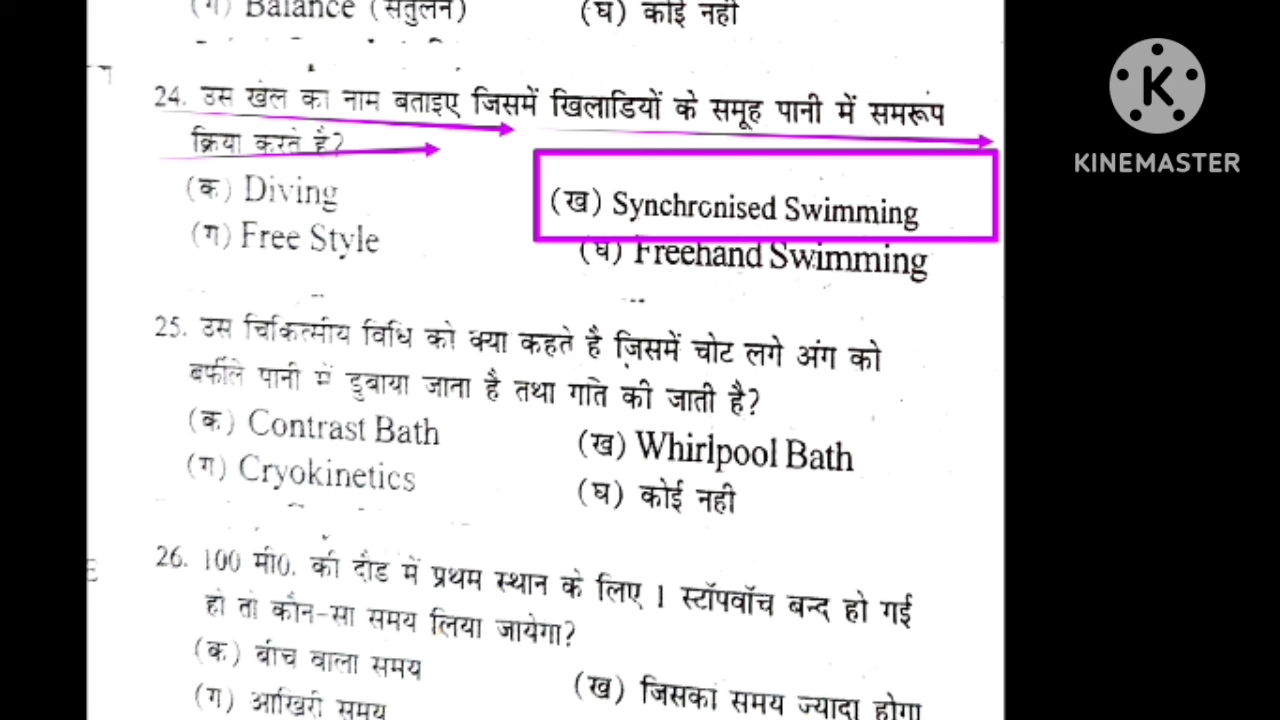 (ग) Balance (संतुलन) (घ) कोई नही
24. उस खेल का नाम बताइए जिसमें खिलाडियों के समूह पानी में समरूप
क्रिया करते है?
(क) Diving (ख) Synchronised Swimming
(ग) Free Style (घ) Freehand Swimming
25. उस चिकित्सीय विधि को क्या कहते है जिसमें चोट लगे अंग को
बर्फीले पानी में डुबाया जाता है तथा गति की जाती है?
(क) Contrast Bath (ख) Whirlpool Bath
(ग) Cryokinetics (घ) कोई नही
26. 100 मी0. की दौड में प्रथम स्थान के लिए 1 स्टॉपवॉच बन्द हो गई
हो तो कौन-सा समय लिया जायेगा?
(क) बीच वाला समय (ख) जिसका समय ज्यादा होगा
(ग) आखिरी समय
KINEMASTER